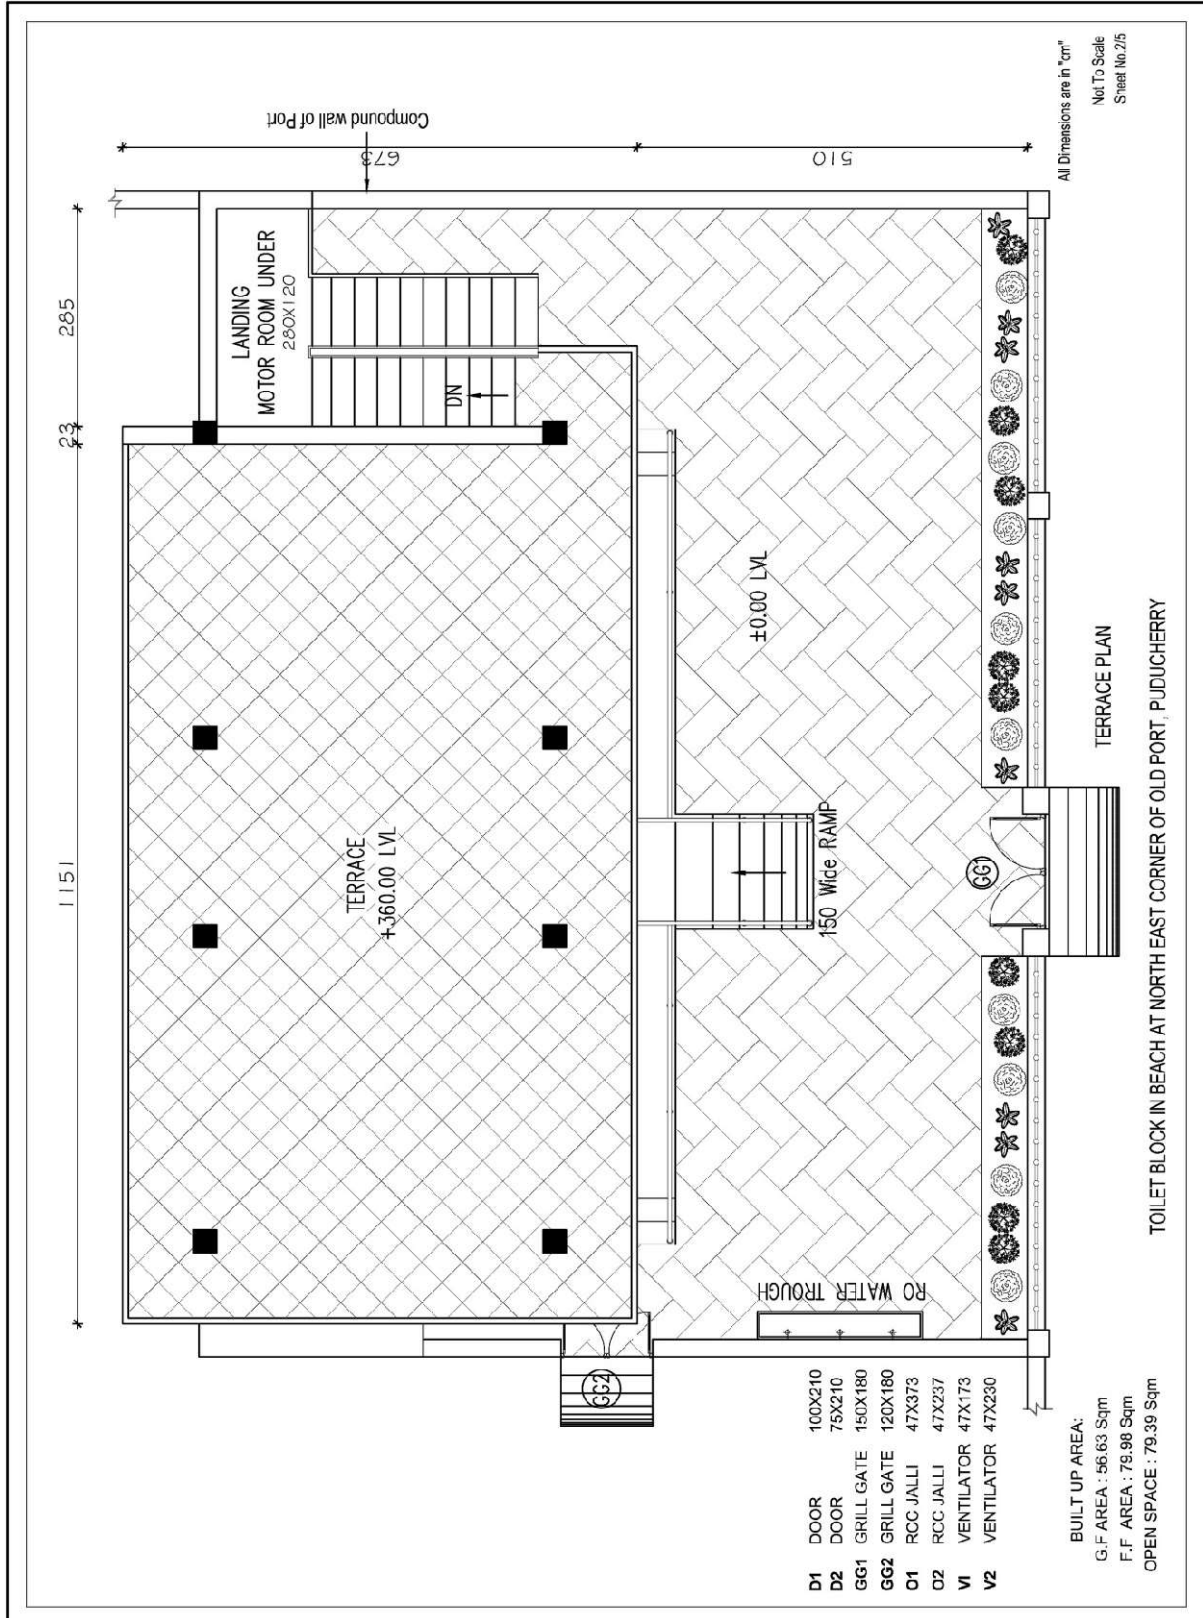 1151
23
285
673
510
Compound wall of Port
LANDING
MOTOR ROOM UNDER
280X120
DN
TERRACE
+360.00 LVL
±0.00 LVL
150 Wide RAMP
GG1
GG2
RO WATER TROUGH
D1 DOOR 100X210
D2 DOOR 75X210
GG1 GRILL GATE 150X180
GG2 GRILL GATE 120X180
O1 RCC JALLI 47X373
O2 RCC JALLI 47X237
VI VENTILATOR 47X173
V2 VENTILATOR 47X230
BUILT UP AREA:
G.F AREA : 56.63 Sqm
F.F AREA : 79.98 Sqm
OPEN SPACE : 79.39 Sqm
TERRACE PLAN
TOILET BLOCK IN BEACH AT NORTH EAST CORNER OF OLD PORT, PUDUCHERRY
All Dimensions are in "cm"
Not To Scale
Sheet No.2/5